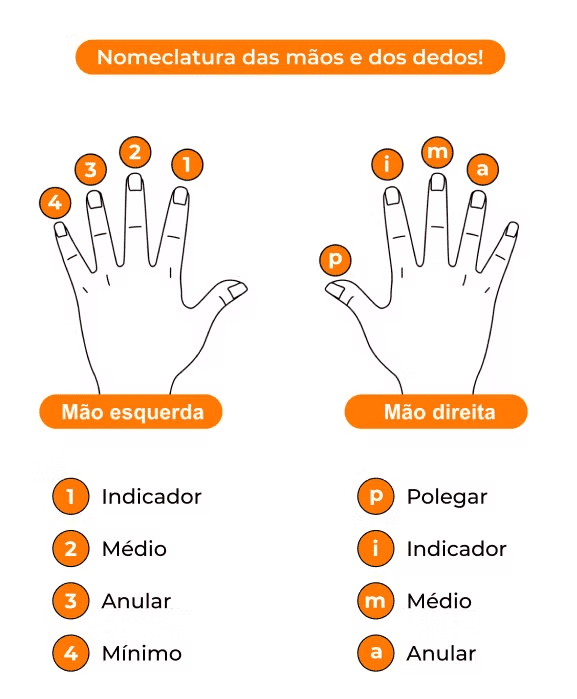 Nomeclatura das mãos e dos dedos!
4 3 2 1
p i m a
Mão esquerda
Mão direita
1 Indicador
2 Médio
3 Anular
4 Mínimo
p Polegar
i Indicador
m Médio
a Anular